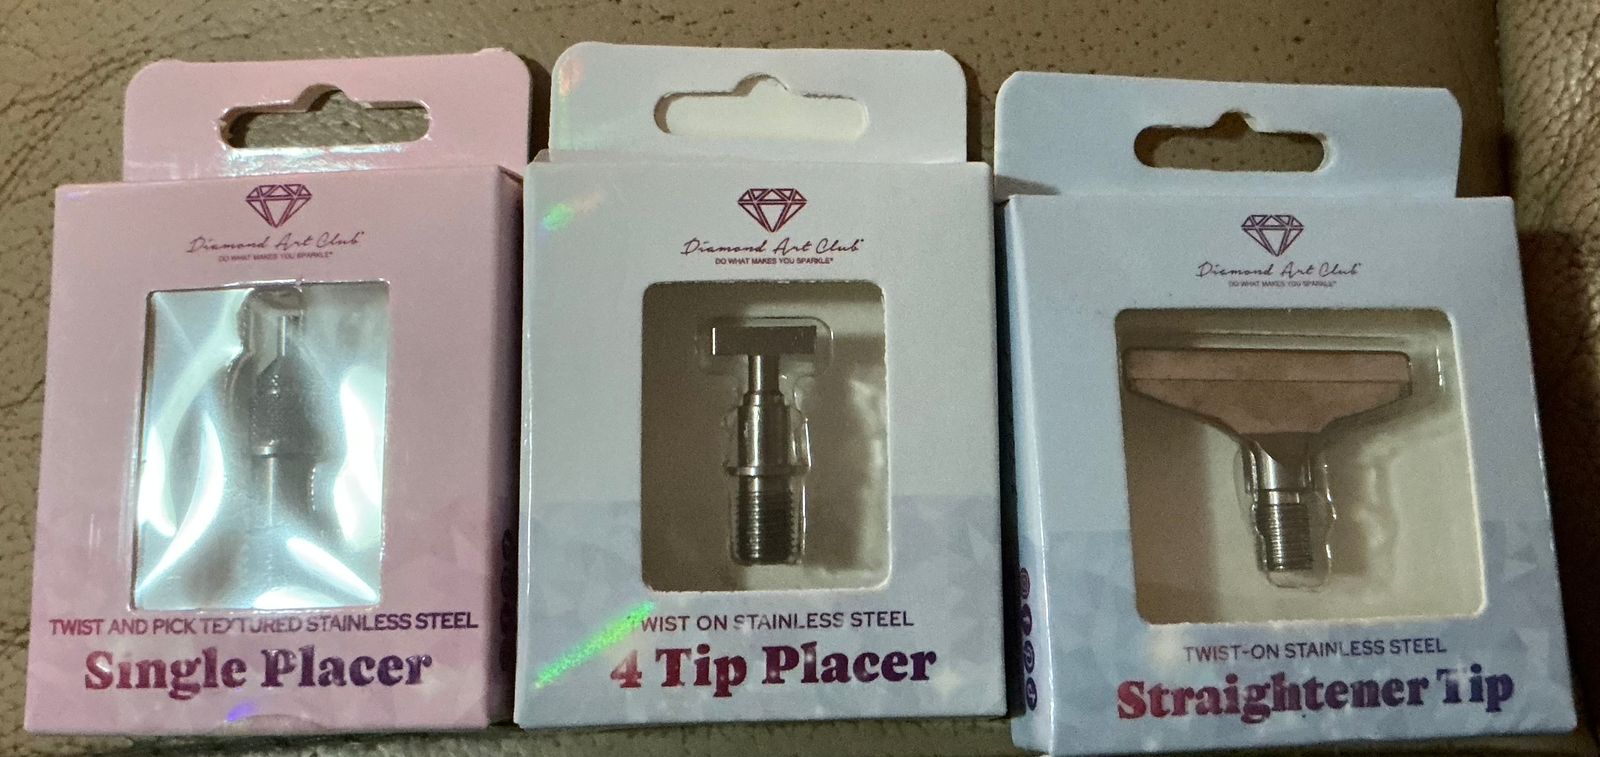 Diamond Art Club®
DO WHAT MAKES YOU SPARKLE®
TWIST AND PICK TEXTURED STAINLESS STEEL
Single Placer
Diamond Art Club®
DO WHAT MAKES YOU SPARKLE®
TWIST ON STAINLESS STEEL
4 Tip Placer
Diamond Art Club®
DO WHAT MAKES YOU SPARKLE®
TWIST-ON STAINLESS STEEL
Straightener Tip